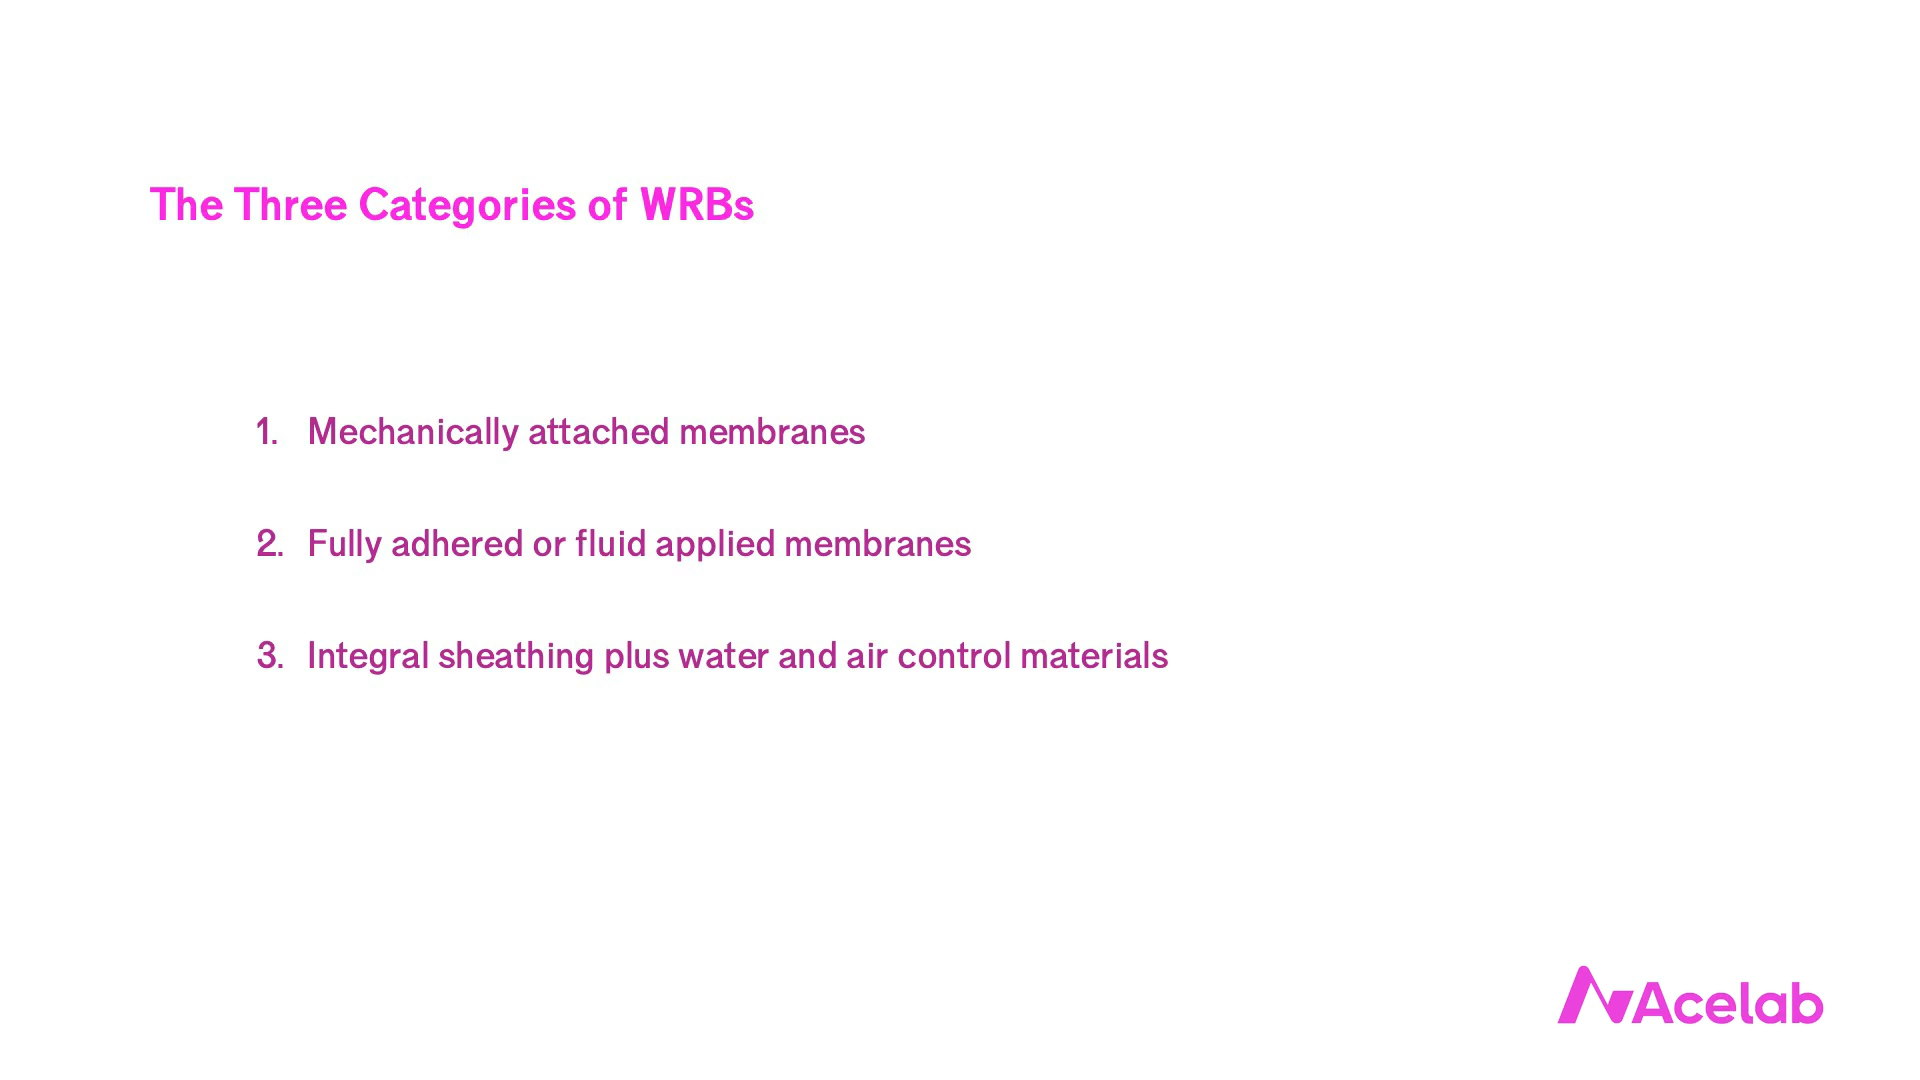 The Three Categories of WRBs
1. Mechanically attached membranes
2. Fully adhered or fluid applied membranes
3. Integral sheathing plus water and air control materials
Acelab